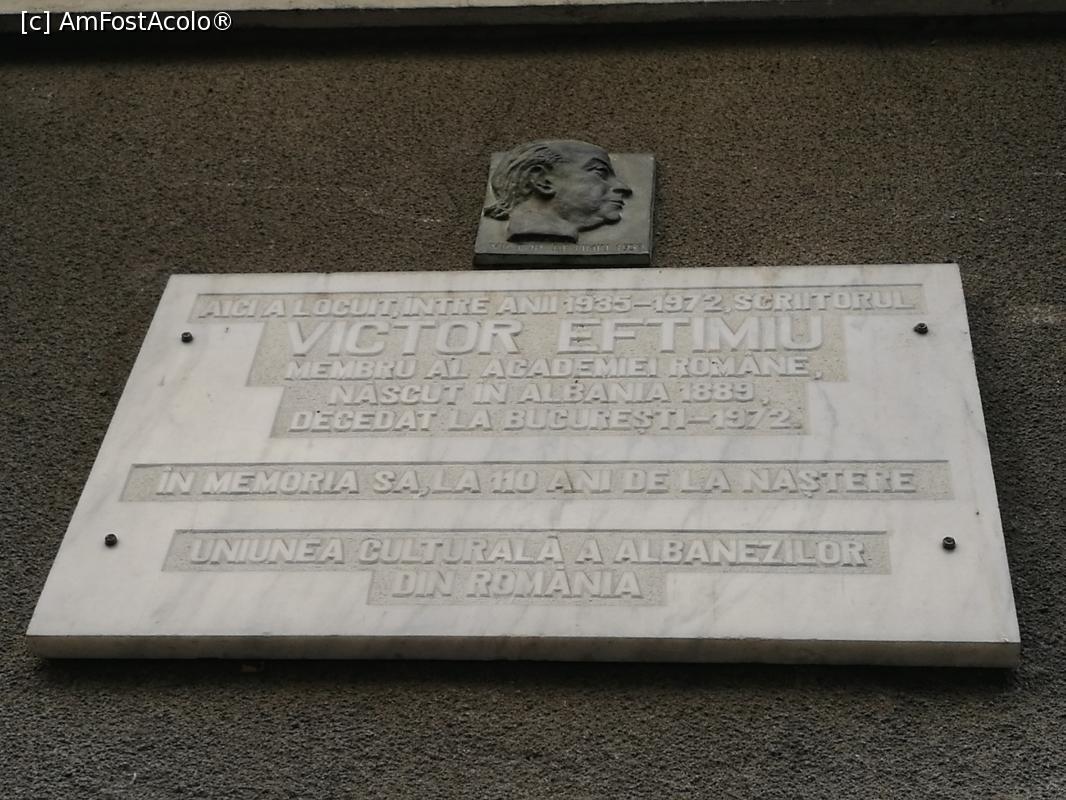 [c] AmFostAcolo®
AICI A LOCUIT, ÎNTRE ANII 1935-1972, SCRIITORUL
VICTOR EFTIMIU
MEMBRU AL ACADEMIEI ROMÂNE,
NĂSCUT IN ALBANIA 1889,
DECEDAT LA BUCUREȘTI-1972.
ÎN MEMORIA SA, LA 110 ANI DE LA NAȘTERE
UNIUNEA CULTURALĂ A ALBANEZILOR
DIN ROMÂNIA